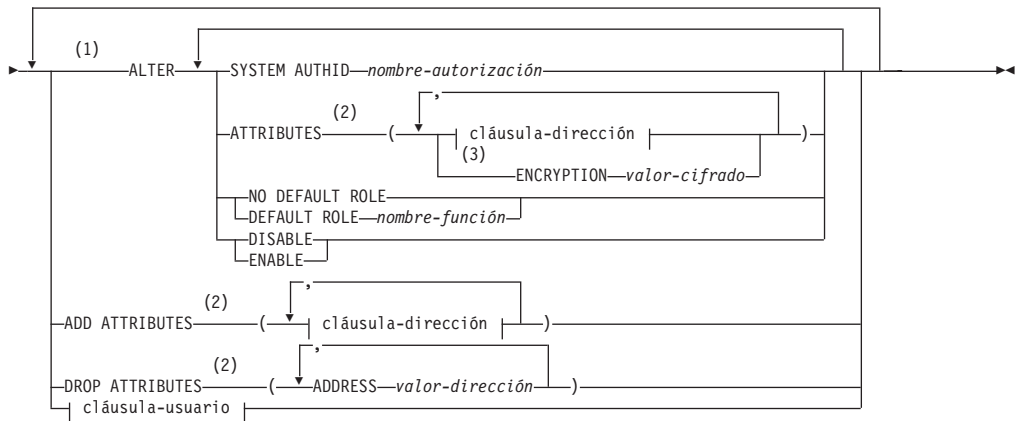 (1)
ALTER SYSTEM AUTHID nombre-autorización
,
(2)
ATTRIBUTES ( cláusula-dirección )
(3)
ENCRYPTION valor-cifrado
NO DEFAULT ROLE
DEFAULT ROLE nombre-función
DISABLE
ENABLE
,
(2)
ADD ATTRIBUTES ( cláusula-dirección )
,
(2)
DROP ATTRIBUTES ( ADDRESS valor-dirección )
cláusula-usuario